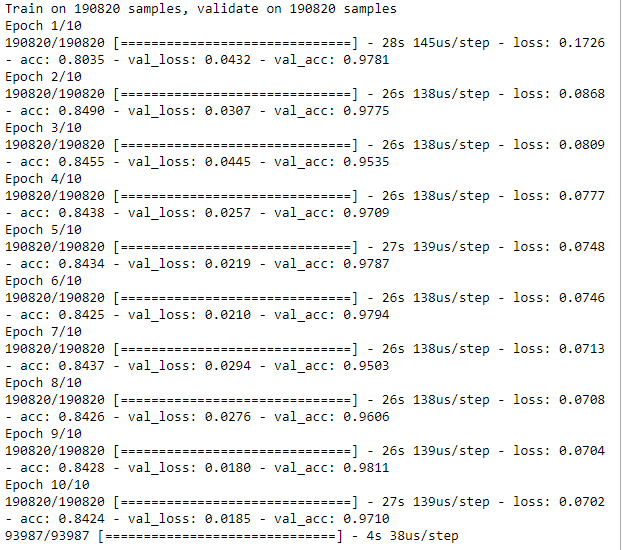 Train on 190820 samples, validate on 190820 samples
Epoch 1/10
190820/190820 [==============================] - 28s 145us/step - loss: 0.1726
- acc: 0.8035 - val_loss: 0.0432 - val_acc: 0.9781
Epoch 2/10
190820/190820 [==============================] - 26s 138us/step - loss: 0.0868
- acc: 0.8490 - val_loss: 0.0307 - val_acc: 0.9775
Epoch 3/10
190820/190820 [==============================] - 26s 138us/step - loss: 0.0809
- acc: 0.8455 - val_loss: 0.0445 - val_acc: 0.9535
Epoch 4/10
190820/190820 [==============================] - 26s 138us/step - loss: 0.0777
- acc: 0.8438 - val_loss: 0.0257 - val_acc: 0.9709
Epoch 5/10
190820/190820 [==============================] - 27s 139us/step - loss: 0.0748
- acc: 0.8434 - val_loss: 0.0219 - val_acc: 0.9787
Epoch 6/10
190820/190820 [==============================] - 26s 138us/step - loss: 0.0746
- acc: 0.8425 - val_loss: 0.0210 - val_acc: 0.9794
Epoch 7/10
190820/190820 [==============================] - 26s 138us/step - loss: 0.0713
- acc: 0.8437 - val_loss: 0.0294 - val_acc: 0.9503
Epoch 8/10
190820/190820 [==============================] - 26s 138us/step - loss: 0.0708
- acc: 0.8426 - val_loss: 0.0276 - val_acc: 0.9606
Epoch 9/10
190820/190820 [==============================] - 26s 139us/step - loss: 0.0704
- acc: 0.8428 - val_loss: 0.0180 - val_acc: 0.9811
Epoch 10/10
190820/190820 [==============================] - 27s 139us/step - loss: 0.0702
- acc: 0.8424 - val_loss: 0.0185 - val_acc: 0.9710
93987/93987 [==============================] - 4s 38us/step